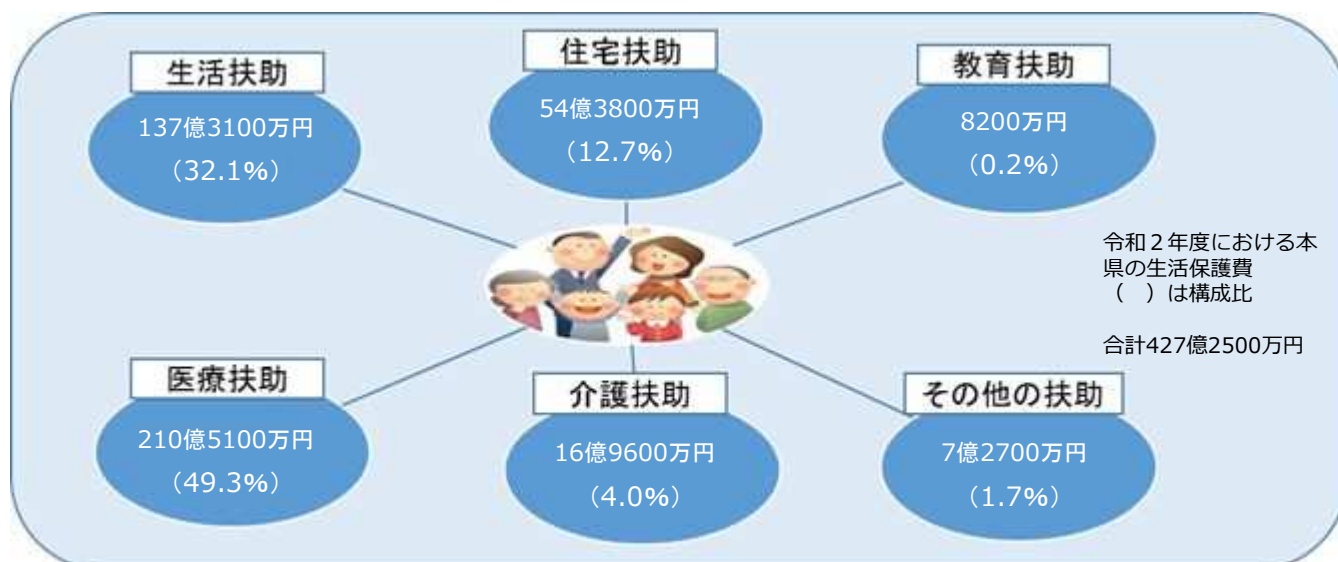 生活扶助
137億3100万円
（32.1%）
住宅扶助
54億3800万円
（12.7%）
教育扶助
8200万円
（0.2%）
令和２年度における本
県の生活保護費
（　）は構成比
合計427億2500万円
医療扶助
210億5100万円
（49.3%）
介護扶助
16億9600万円
（4.0%）
その他の扶助
7億2700万円
（1.7%）